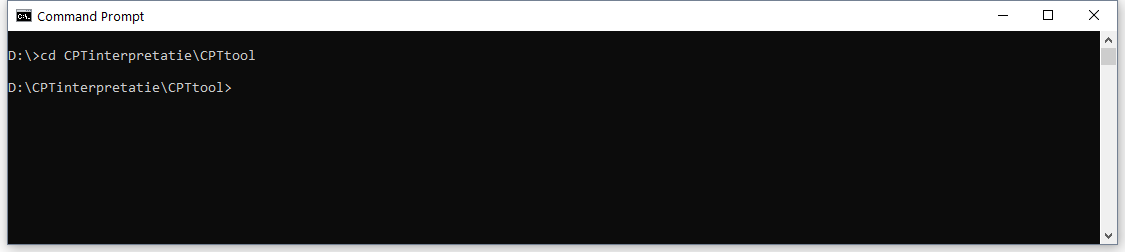 Command Prompt
D:\>cd CPTinterpretatie\CPTtool
D:\CPTinterpretatie\CPTtool>